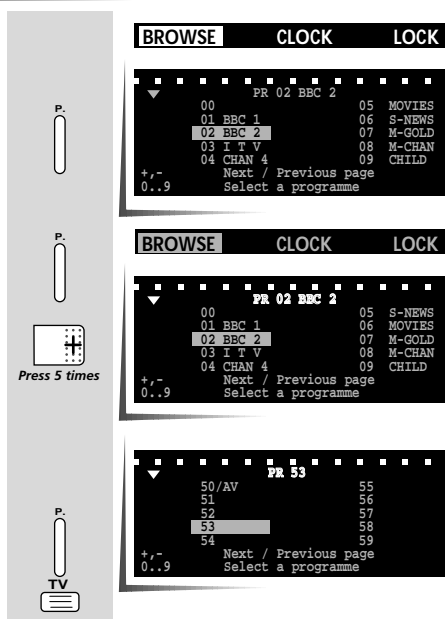 BROWSE CLOCK LOCK
P.
PR 02 BBC 2
00 05 MOVIES
01 BBC 1 06 S-NEWS
02 BBC 2 07 M-GOLD
03 I T V 08 M-CHAN
04 CHAN 4 09 CHILD
+,- Next / Previous page
0..9 Select a programme
P.
BROWSE CLOCK LOCK
PR 02 BBC 2
00 05 S-NEWS
01 BBC 1 06 MOVIES
02 BBC 2 07 M-GOLD
03 I T V 08 M-CHAN
04 CHAN 4 09 CHILD
+,- Next / Previous page
0..9 Select a programme
+
Press 5 times
PR 53
50/AV 55
51 56
52 57
53 58
54 59
+,- Next / Previous page
0..9 Select a programme
P.
TV